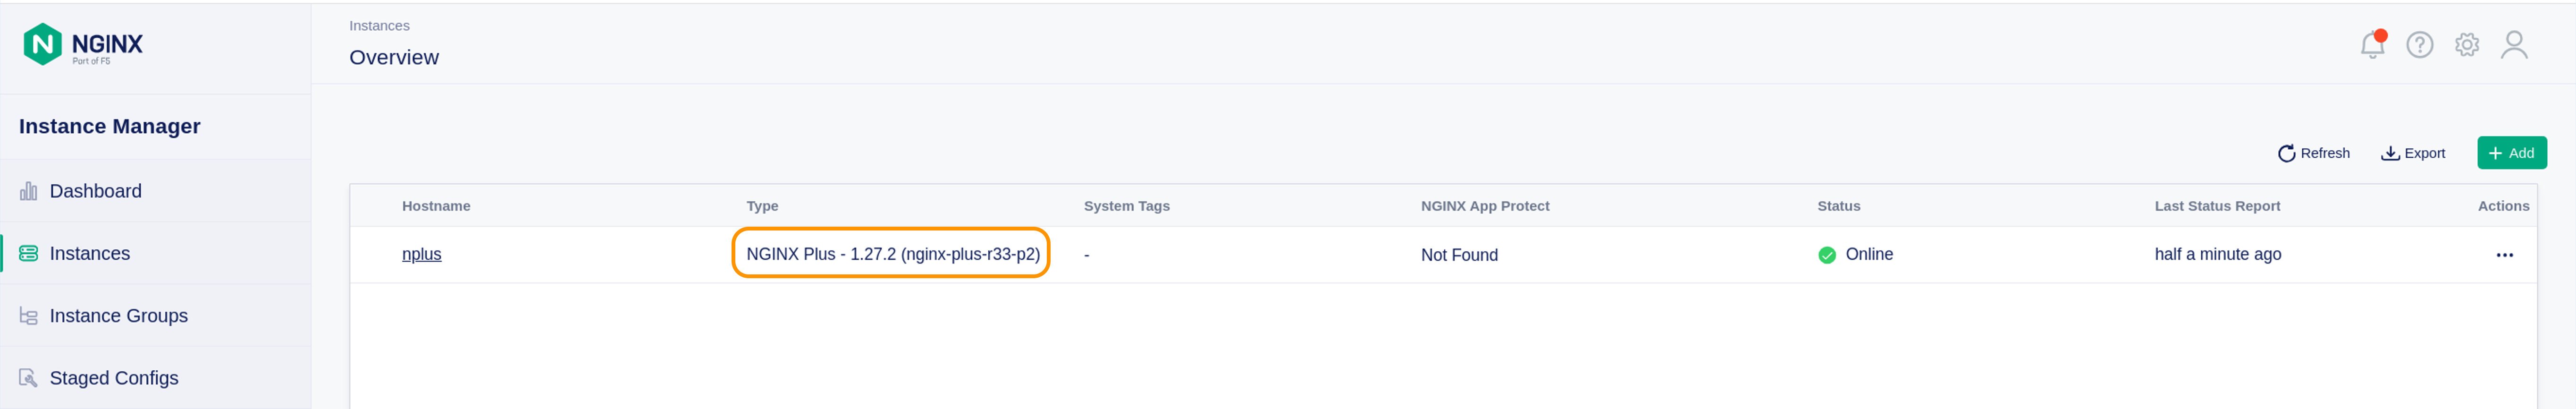 NGINX
Part of F5
Instance Manager
Dashboard
Instances
Instance Groups
Staged Configs
Instances
Overview
Refresh Export Add
Hostname Type System Tags NGINX App Protect Status Last Status Report Actions
nplus NGINX Plus - 1.27.2 (nginx-plus-r33-p2) - Not Found Online half a minute ago ...